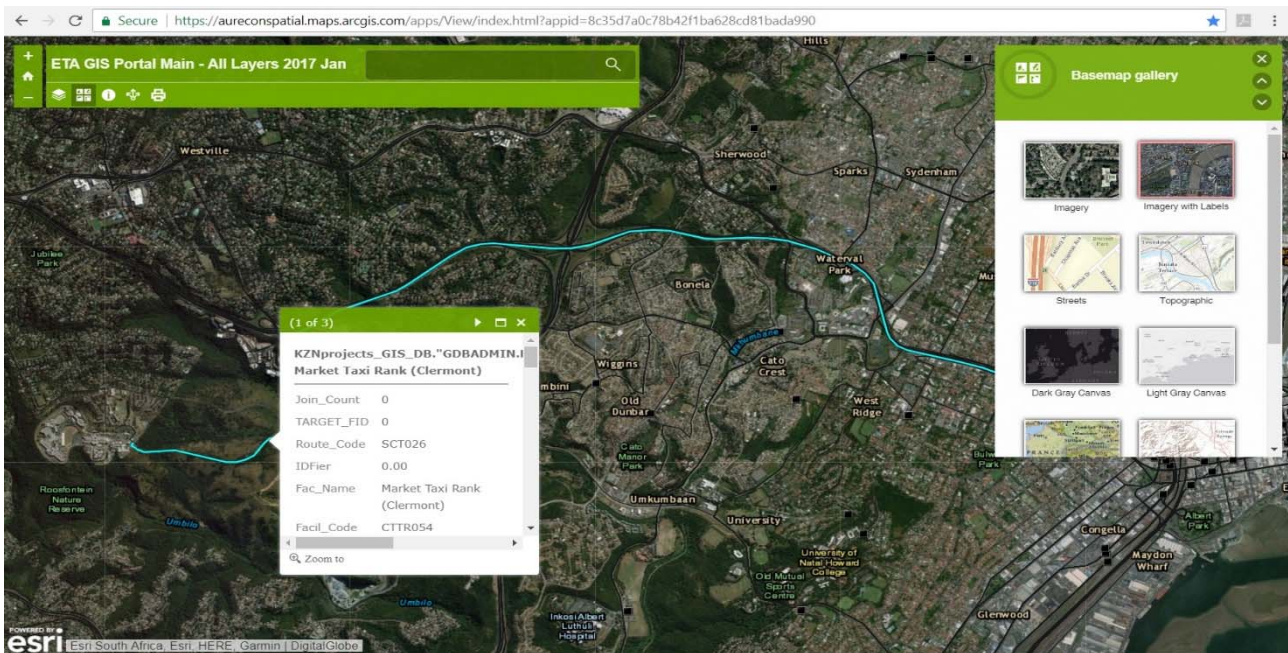 Secure | https://aureconspatial.maps.arcgis.com/apps/View/index.html?appid=8c35d7a0c78b42f1ba628cd81bada990
ETA GIS Portal Main - All Layers 2017 Jan
Basemap gallery
Imagery
Imagery with Labels
Streets
Topographic
Dark Gray Canvas
Light Gray Canvas
FRANCE
Hills
Westville
Sherwood
Sparks
Sydenham
Jubilee
Park
Waterval
Park
Bonela
Wiggins
Cato
Crest
Old
Dunbar
West
Ridge
Cato
Manor
Park
Park
Roosfontein
Nature
Reserve
Umbilo
Umkumbaan
University
University of
Natal Howard
College
Old Mutual
Sports
Centre
Congella
Albert
Park
Maydon
Wharf
Glenwood
Umbilo
Inkosi Albert
Luthuli
Hospital
(1 of 3)
KZNprojects_GIS_DB."GDBADMIN.
Market Taxi Rank (Clermont)
Join_Count 0
TARGET_FID 0
Route_Code SCT026
IDFier 0.00
Fac_Name Market Taxi Rank
(Clermont)
Facil_Code CTTR054
Zoom to
POWERED BY
esri
Esri South Africa, Esri, HERE, Garmin | DigitalGlobe